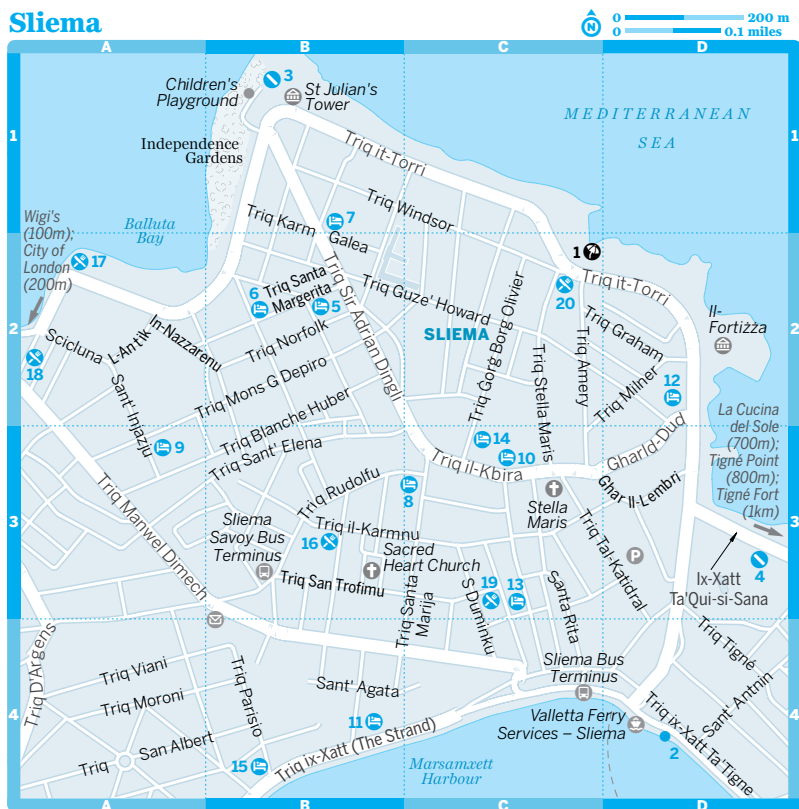 Sliema
N
0 200 m
0 0.1 miles
A B C D
1 1
2 2
3 3
4 4
A B C D
Children's
Playground
3
St Julian's
Tower
Independence
Gardens
MEDITERRANEAN
SEA
Triq it-Torri
Triq Windsor
7
Triq Karm Galea
Wigi's
(100m);
City of
London
(200m)
Balluta
Bay
17
1
Triq it-Torri
20
6
Triq Santa
Margerita
5
Triq Guze' Howard
Triq Sir Adrian Dingli
SLIEMA
Triq Gorg Borg Olivier
Triq Stella Maris
Triq Amery
Triq Graham
Il-
Fortizza
Triq Milner
12
Scicluna
18
L-Antik
In-Nazzarenu
Triq Norfolk
Triq Mons G Depiro
Sant' Injazju
9
Triq Blanche Huber
Triq Sant' Elena
14
10
Triq il-Kbira
Għar Id-Dud
Għar Il-Lembri
La Cucina
del Sole
(700m);
Tigné Point
(800m);
Tigné Fort
(1km)
Triq Manwel Dimech
Triq Rudolfu
8
Stella
Maris
Sliema
Savoy Bus
Terminus
Triq il-Karmnu
16
Sacred
Heart Church
Triq San Trofimu
Triq Santa
Marija
S Duminku
19
13
Santa Rita
Triq Tal-Katidral
P
4
Ix-Xatt
Ta'Qui-si-Sana
Triq D'Argens
Triq Viani
Triq Moroni
Triq San Albert
Triq Parisio
15
Sant' Agata
11
Triq Ix-Xatt (The Strand)
Marsamxett
Harbour
Sliema Bus
Terminus
Valletta Ferry
Services – Sliema
2
Triq ix-Xatt Ta'Tigne
Triq Tigné
Sant' Antnin